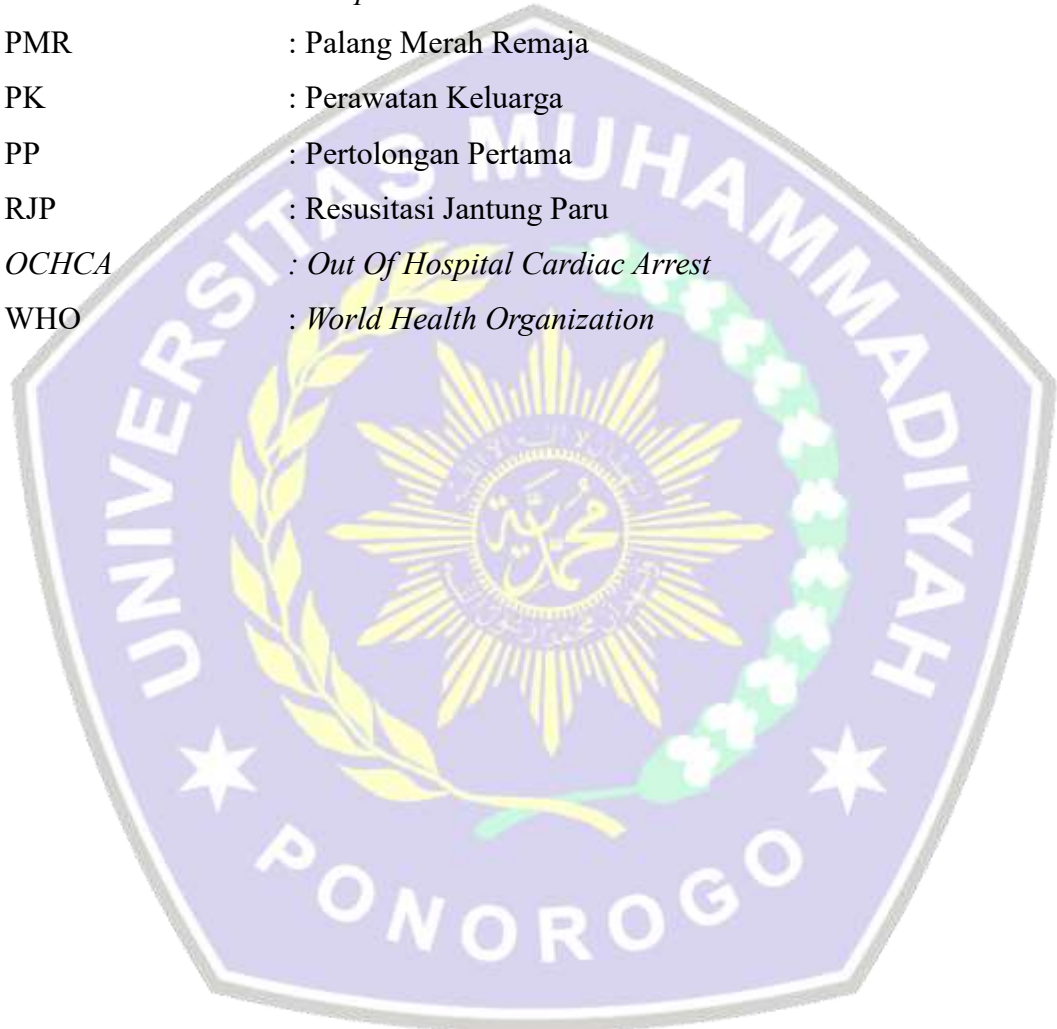 PMR : Palang Merah Remaja
PK : Perawatan Keluarga
PP : Pertolongan Pertama
RJP : Resusitasi Jantung Paru
OCHCA : Out Of Hospital Cardiac Arrest
WHO : World Health Organization
UNIVERSITAS MUHAMMADIYAH
محمدية
PONOROGO